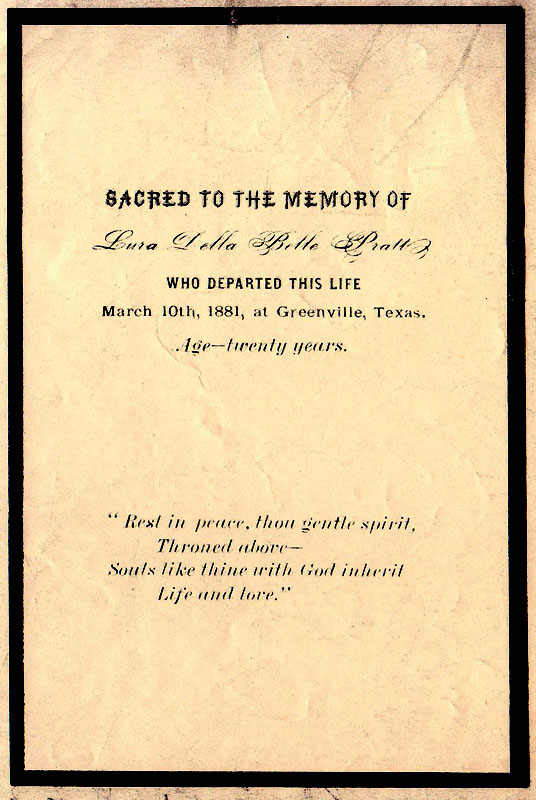 SACRED TO THE MEMORY OF
Lura Della Belle Pratt
WHO DEPARTED THIS LIFE
March 10th, 1881, at Greenville, Texas.
Age—twenty years.
“Rest in peace, thou gentle spirit,
Throned above—
Souls like thine with God inherit
Life and love.”